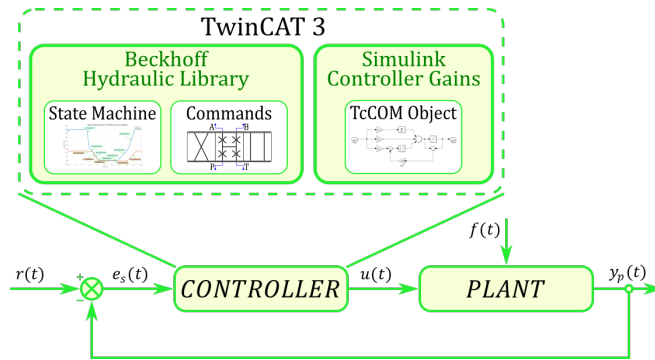 TwinCAT 3
Beckhoff
Hydraulic Library
State Machine
Commands
A
B
P
T
Simulink
Controller Gains
TcCOM Object
r(t)
+
−
e_s(t)
CONTROLLER
u(t)
f(t)
PLANT
y_p(t)